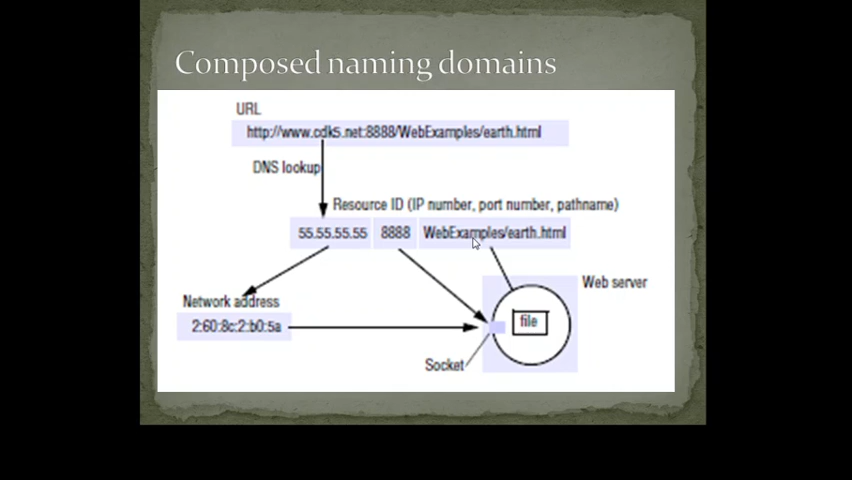 Composed naming domains
URL
http://www.cdk5.net:8888/WebExamples/earth.html
DNS lookup
Resource ID (IP number, port number, pathname)
55.55.55.55 8888 WebExamples/earth.html
Web server
Network address
file
2:60:8c:2:b0:5a
Socket